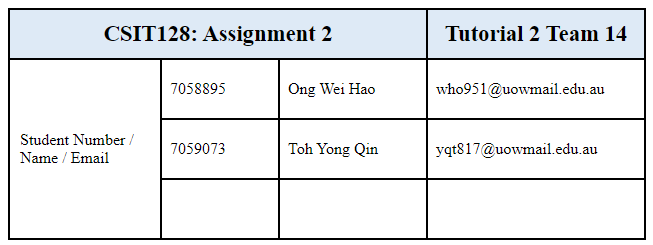 CSIT128: Assignment 2 Tutorial 2 Team 14
7058895 Ong Wei Hao who951@uowmail.edu.au
Student Number /
Name / Email
7059073 Toh Yong Qin yqt817@uowmail.edu.au